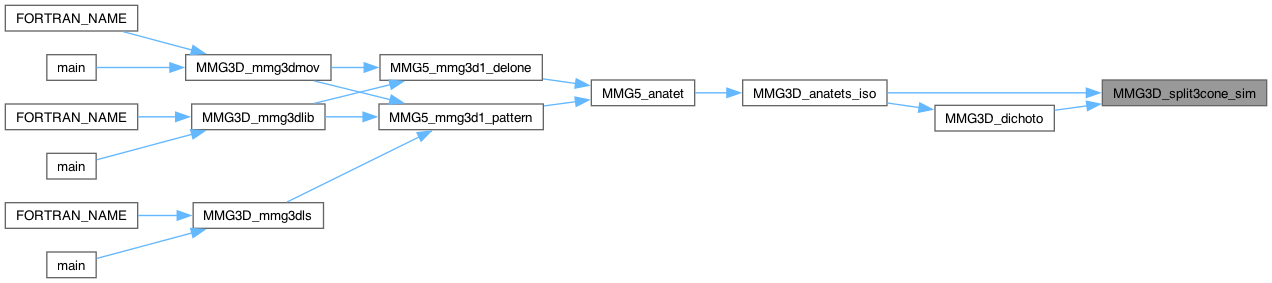 FORTRAN_NAME
main
MMG3D_mmg3dmov
MMG5_mmg3d1_delone
MMG5_anatet
MMG3D_anatets_iso
MMG3D_split3cone_sim
FORTRAN_NAME
MMG3D_mmg3dlib
MMG5_mmg3d1_pattern
MMG3D_dichoto
main
FORTRAN_NAME
MMG3D_mmg3dls
main